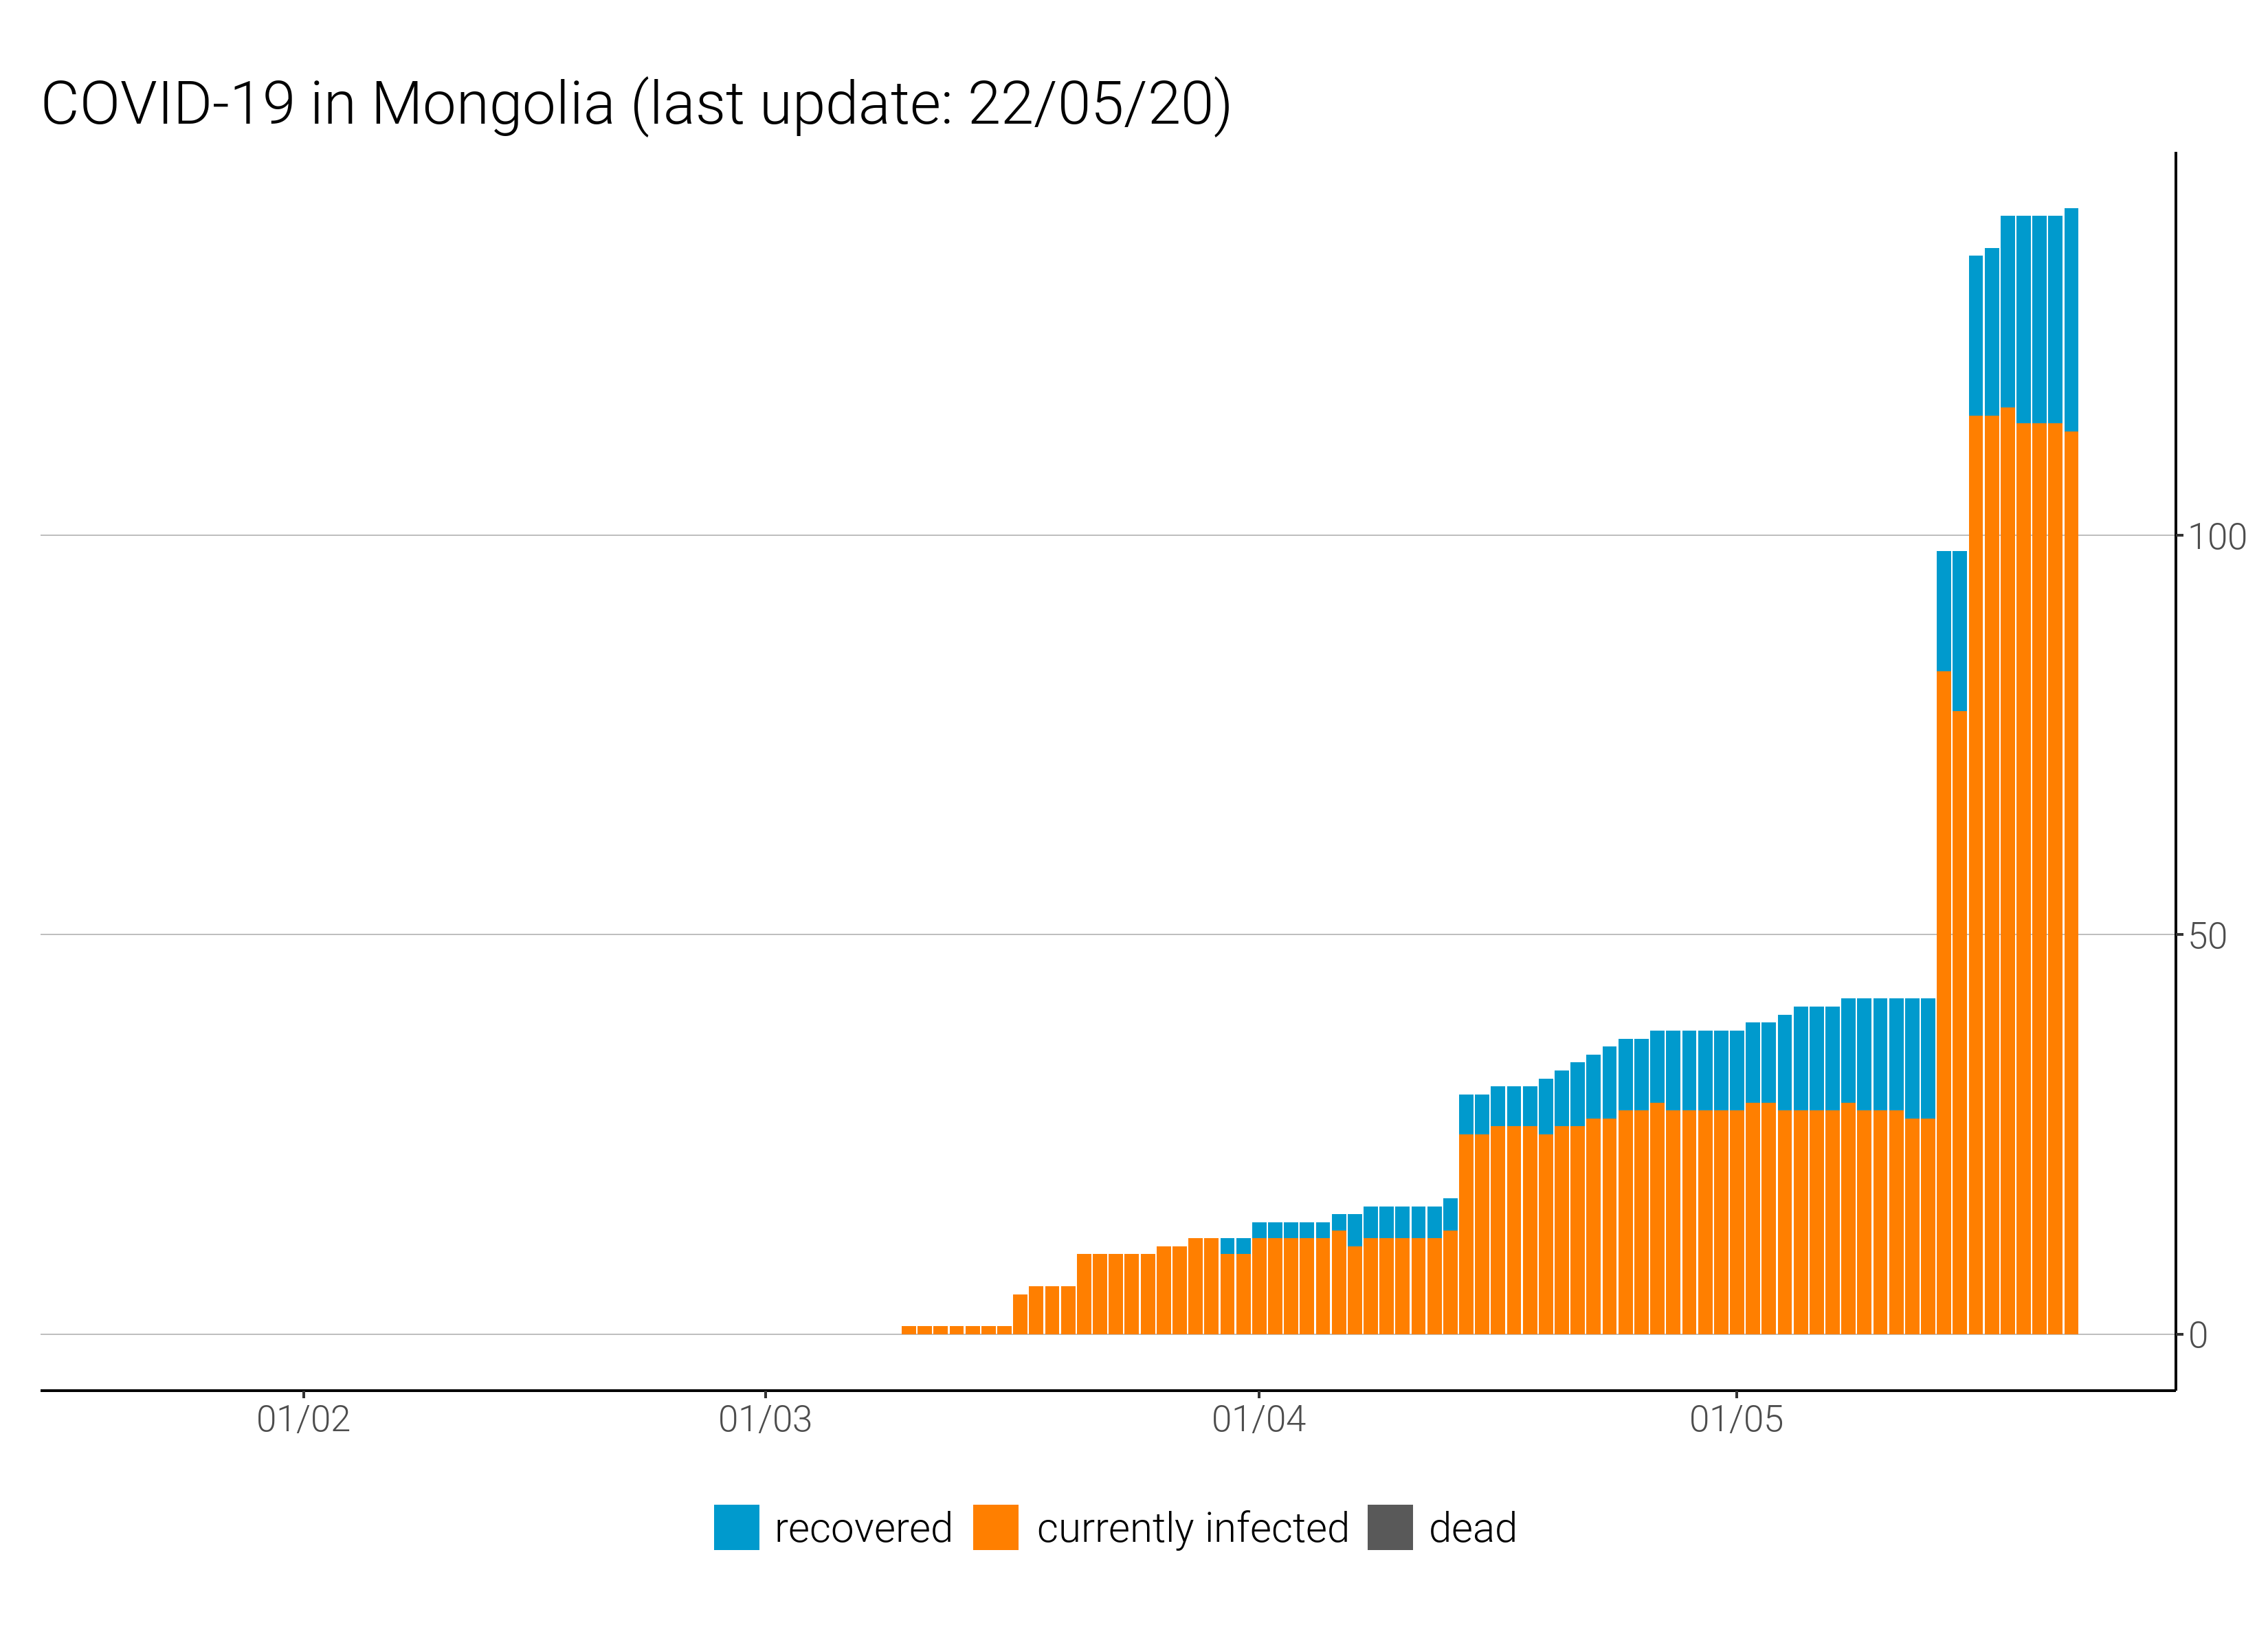 COVID-19 in Mongolia (last update: 22/05/20)
100
50
0
01/02 01/03 01/04 01/05
recovered currently infected dead